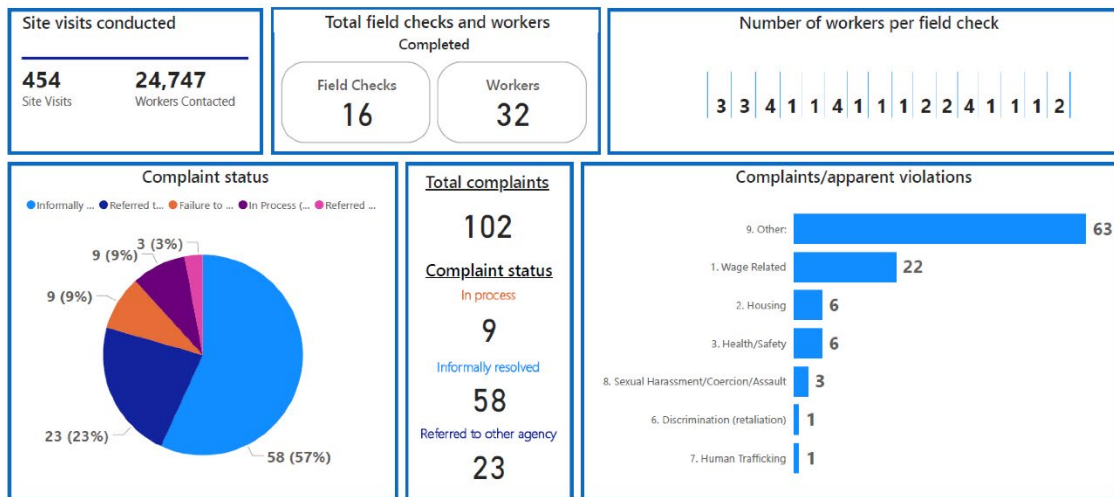 Site visits conducted
454
24,747
Site Visits
Workers Contacted
Total field checks and workers
Completed
Field Checks
Workers
16
32
Number of workers per field check
3 3 4 1 1 4 1 1 1 2 2 4 1 1 1 2
Complaint status
Informally ... Referred t... Failure to ... In Process (... Referred ...
3 (3%)
9 (9%)
9 (9%)
23 (23%)
58 (57%)
Total complaints
102
Complaint status
In process
9
Informally resolved
58
Referred to other agency
23
Complaints/apparent violations
9. Other: 63
1. Wage Related 22
2. Housing 6
3. Health/Safety 6
8. Sexual Harassment/Coercion/Assault 3
6. Discrimination (retaliation) 1
7. Human Trafficking 1